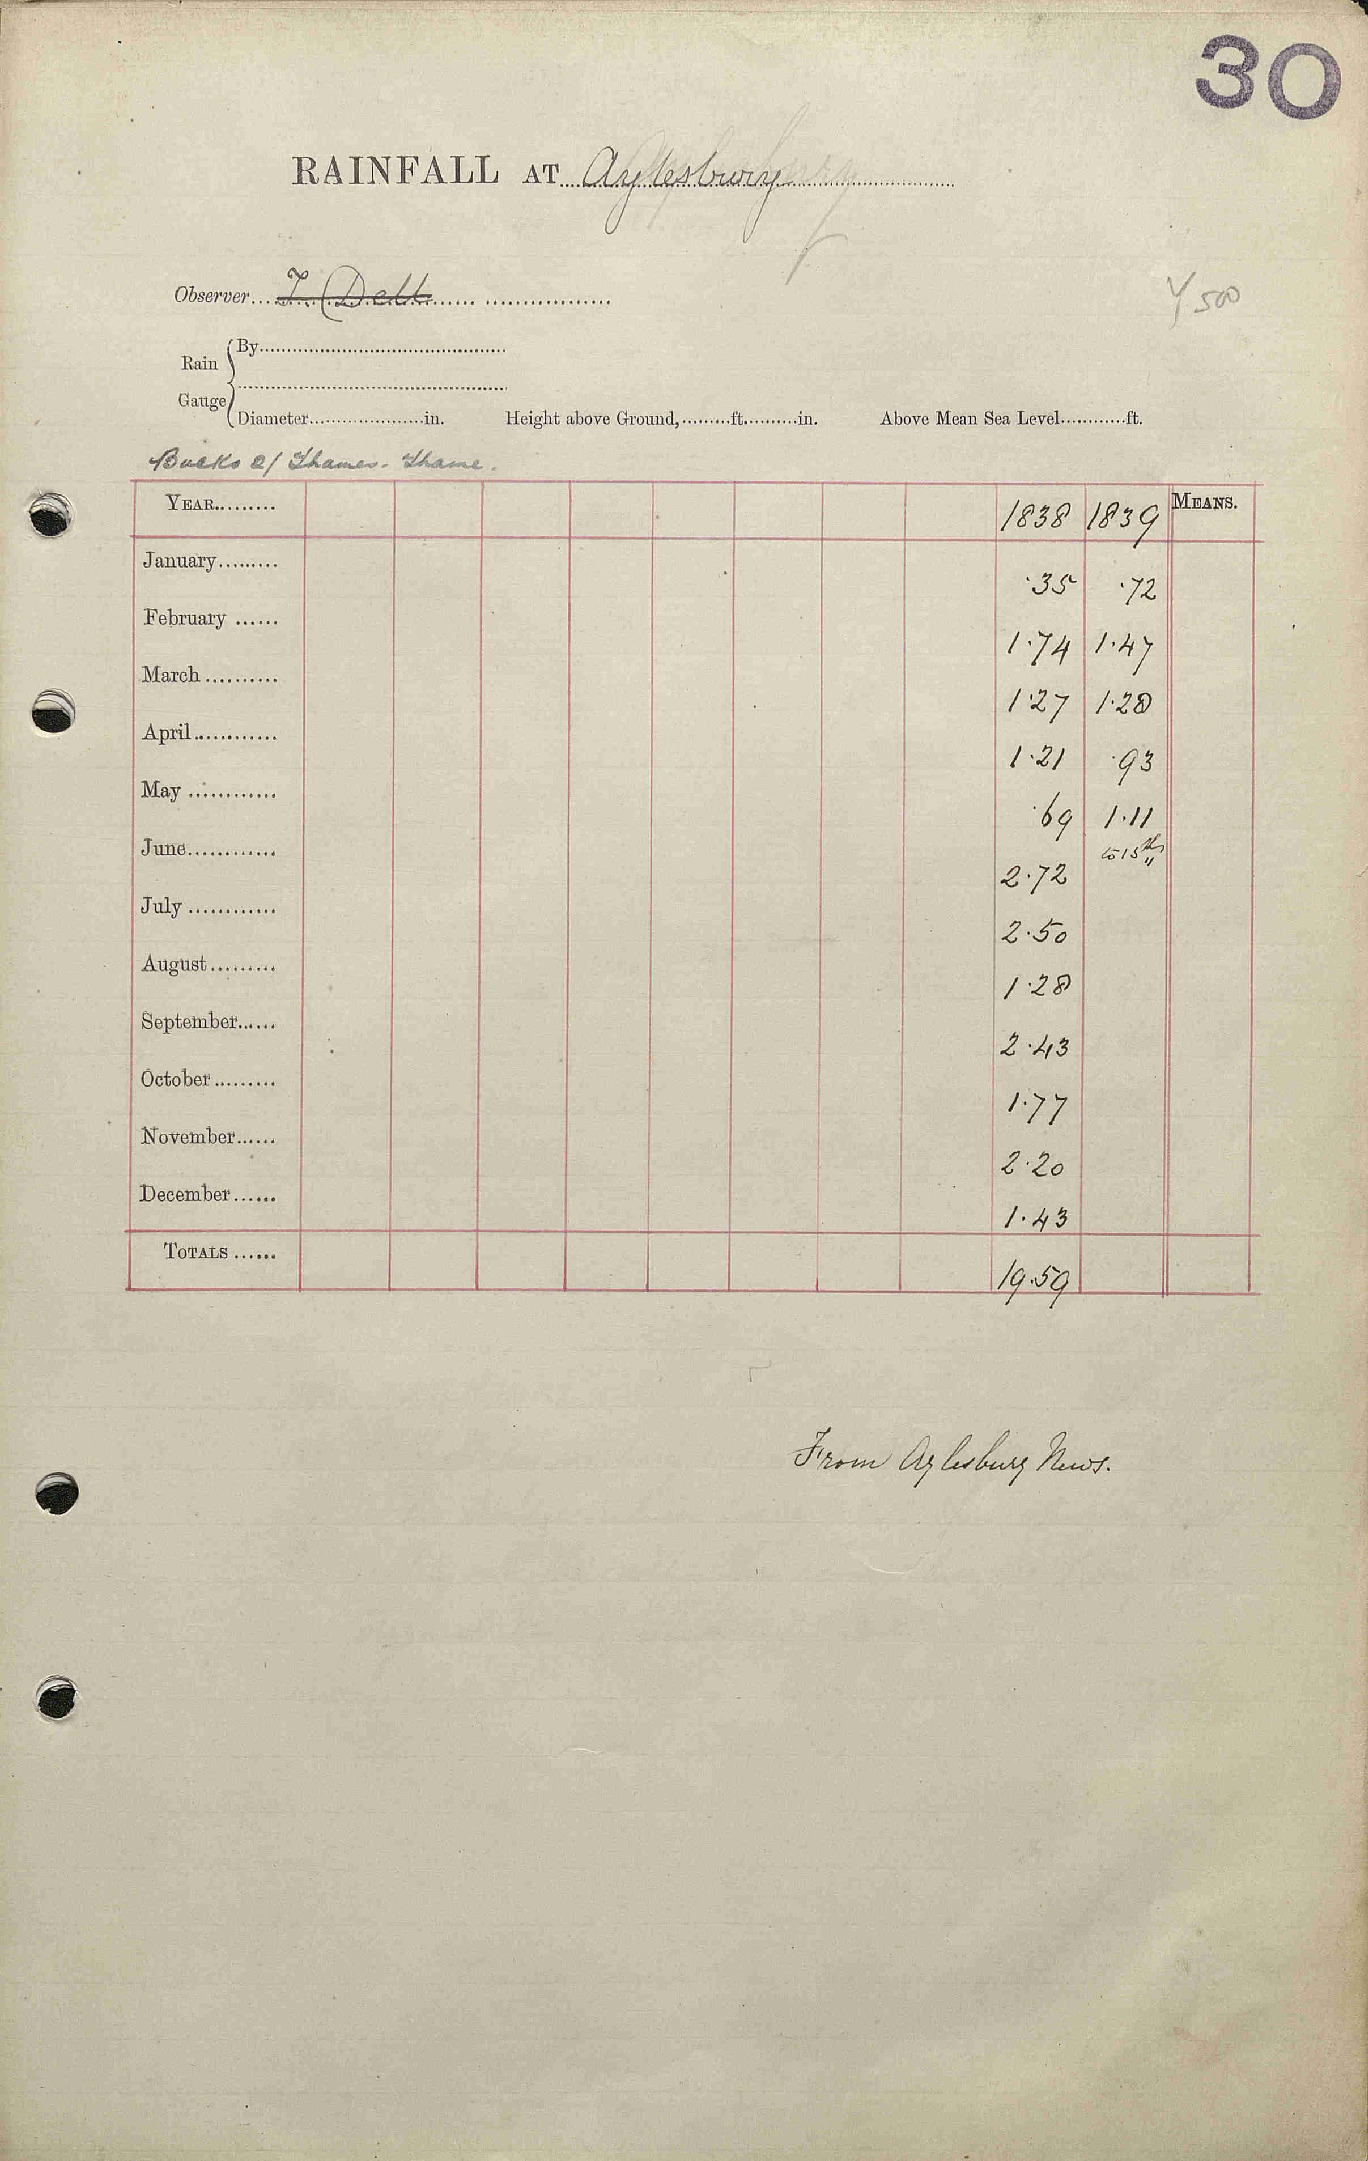 30
RAINFALL AT Aylesbury
Observer T. Dell
Y 500
Rain Gauge By
Diameter in. Height above Ground, ft. in. Above Mean Sea Level ft.
Bucks c/ Thames. Thame.
YEAR 1838 1839 MEANS.
January ·35 ·72
February 1·74 1·47
March 1·27 1·28
April 1·21 ·93
May ·69 1·11
June 2·72 to 15th "
July 2·50
August 1·28
September 2·43
October 1·77
November 2·20
December 1·43
TOTALS 19·59
From Aylesbury News.